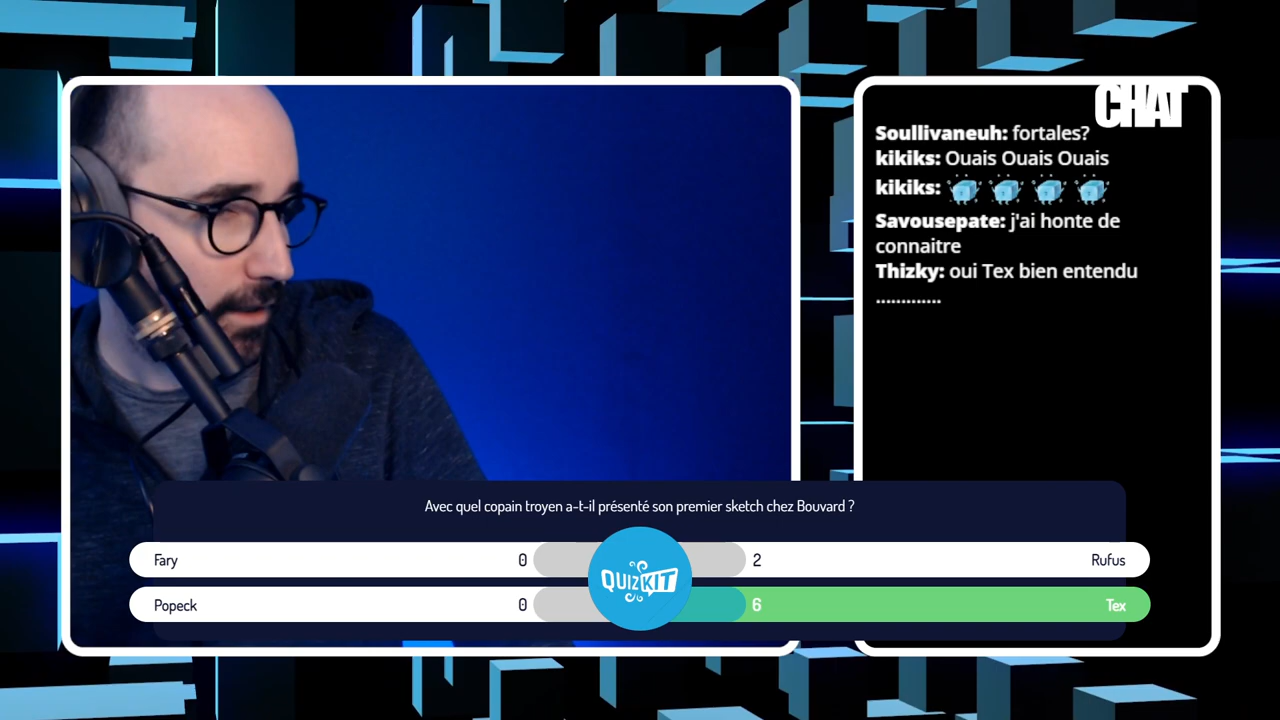 CHAT
Soullivaneuh: fortales?
kikiks: Ouais Ouais Ouais
kikiks:
Savousepate: j'ai honte de
connaitre
Thizky: oui Tex bien entendu
.............
Avec quel copain troyen a-t-il présenté son premier sketch chez Bouvard ?
Fary 0 2 Rufus
QUIZKIT
Popeck 0 6 Tex